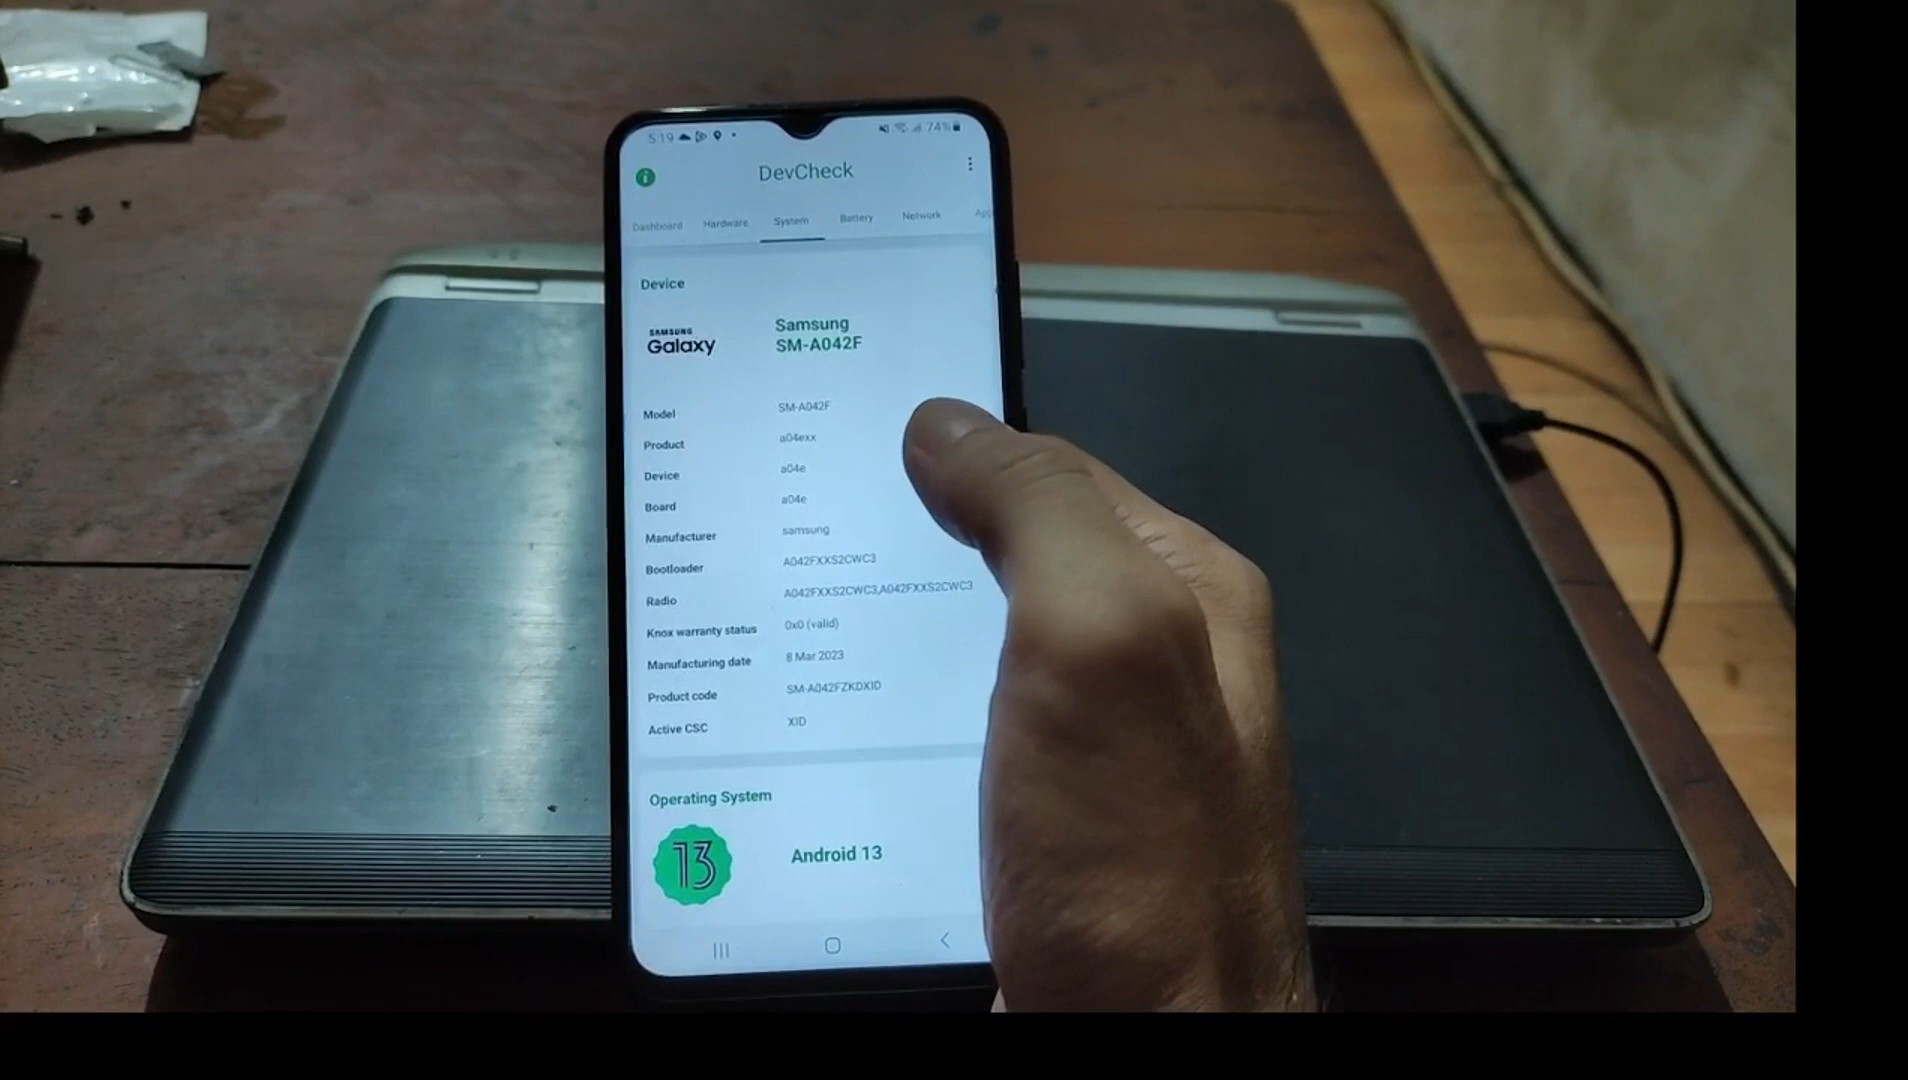 5:19 74%
DevCheck
Dashboard Hardware System Battery Network App
Device
SAMSUNG
Galaxy
Samsung
SM-A042F
Model SM-A042F
Product a04exx
Device a04e
Board a04e
Manufacturer samsung
Bootloader A042FXXS2CWC3
Radio A042FXXS2CWC3,A042FXXS2CWC3
Knox warranty status 0x0 (valid)
Manufacturing date 8 Mar 2023
Product code SM-A042FZKDXID
Active CSC XID
Operating System
13
Android 13